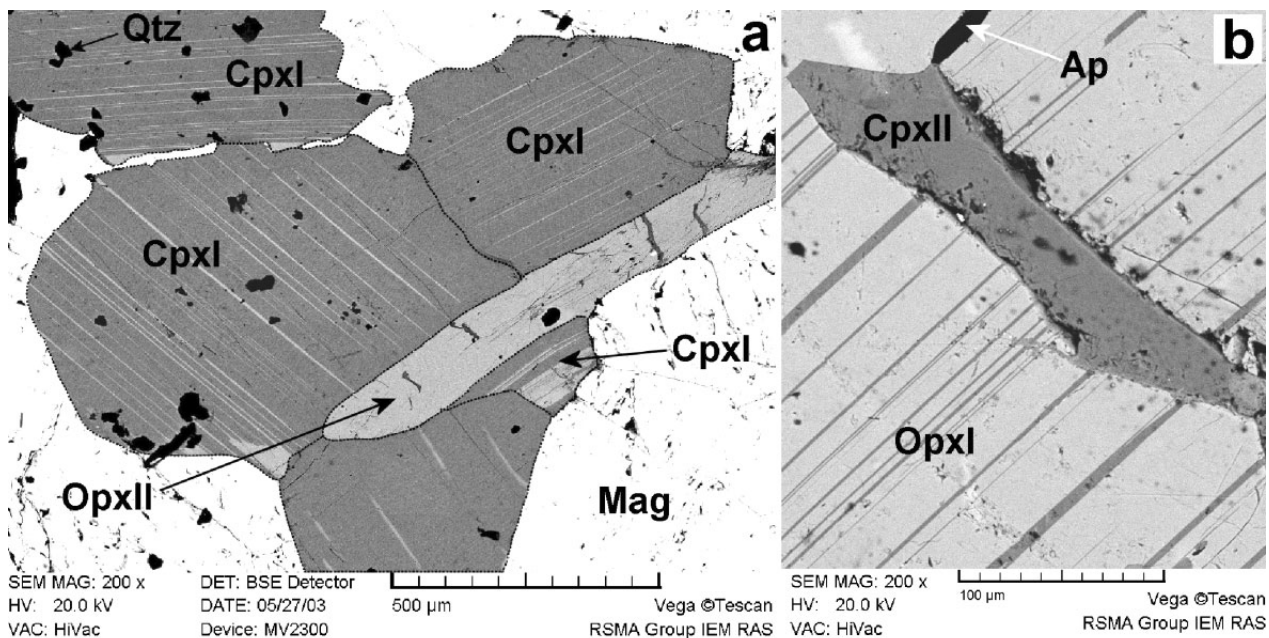 a
Qtz
CpxI
CpxI
CpxI
CpxI
OpxII
Mag
SEM MAG: 200 x
DET: BSE Detector
HV: 20.0 kV
DATE: 05/27/03
VAC: HiVac
Device: MV2300
500 µm
Vega ©Tescan
RSMA Group IEM RAS
b
Ap
CpxII
OpxI
SEM MAG: 200 x
HV: 20.0 kV
VAC: HiVac
100 µm
Vega ©Tescan
RSMA Group IEM RAS